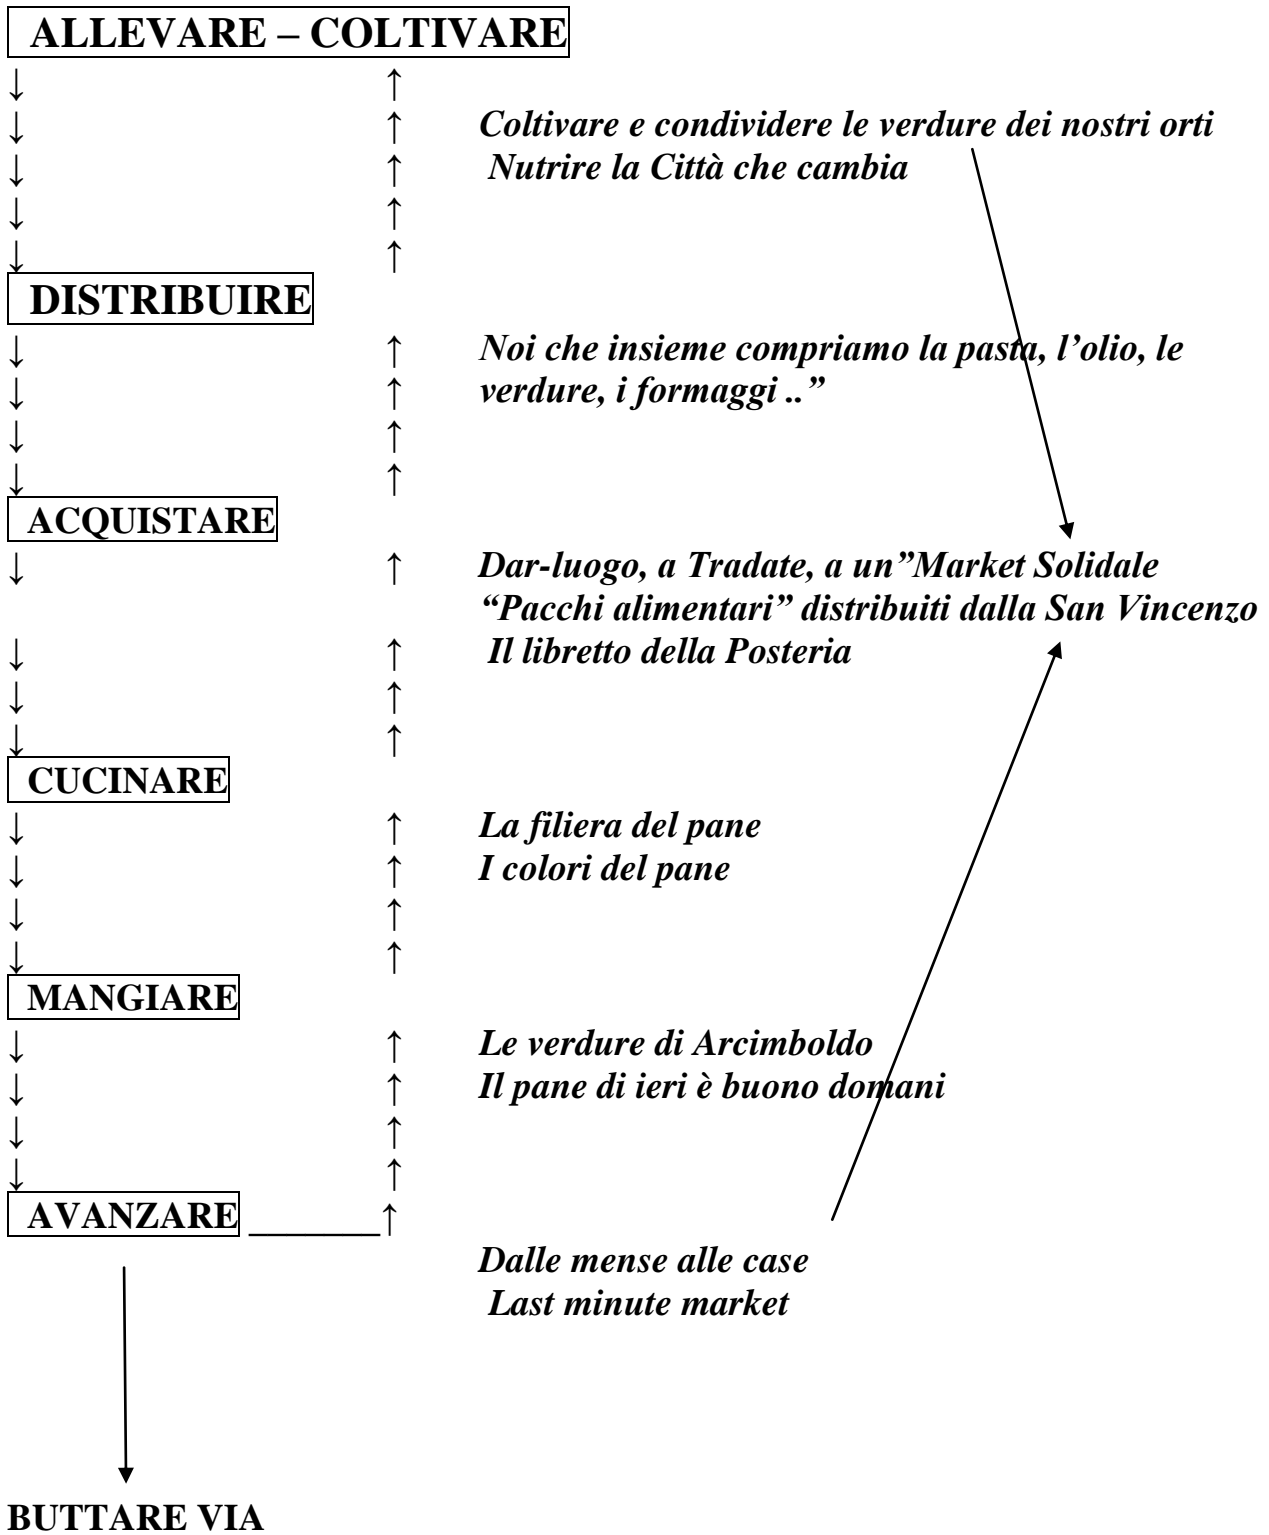 ALLEVARE – COLTIVARE
↓ ↑
↓ ↑ Coltivare e condividere le verdure dei nostri orti
↓ ↑ Nutrire la Città che cambia
↓ ↑
↓ ↑
DISTRIBUIRE
↓ ↑ Noi che insieme compriamo la pasta, l’olio, le
↓ ↑ verdure, i formaggi ..”
↓ ↑
↓ ↑
ACQUISTARE
↓ ↑ Dar-luogo, a Tradate, a un”Market Solidale
“Pacchi alimentari” distribuiti dalla San Vincenzo
↓ ↑ Il libretto della Posteria
↓ ↑
↓ ↑
CUCINARE
↓ ↑ La filiera del pane
↓ ↑ I colori del pane
↓ ↑
↓ ↑
MANGIARE
↓ ↑ Le verdure di Arcimboldo
↓ ↑ Il pane di ieri è buono domani
↓ ↑
↓ ↑
AVANZARE ↑
Dalle mense alle case
Last minute market
BUTTARE VIA